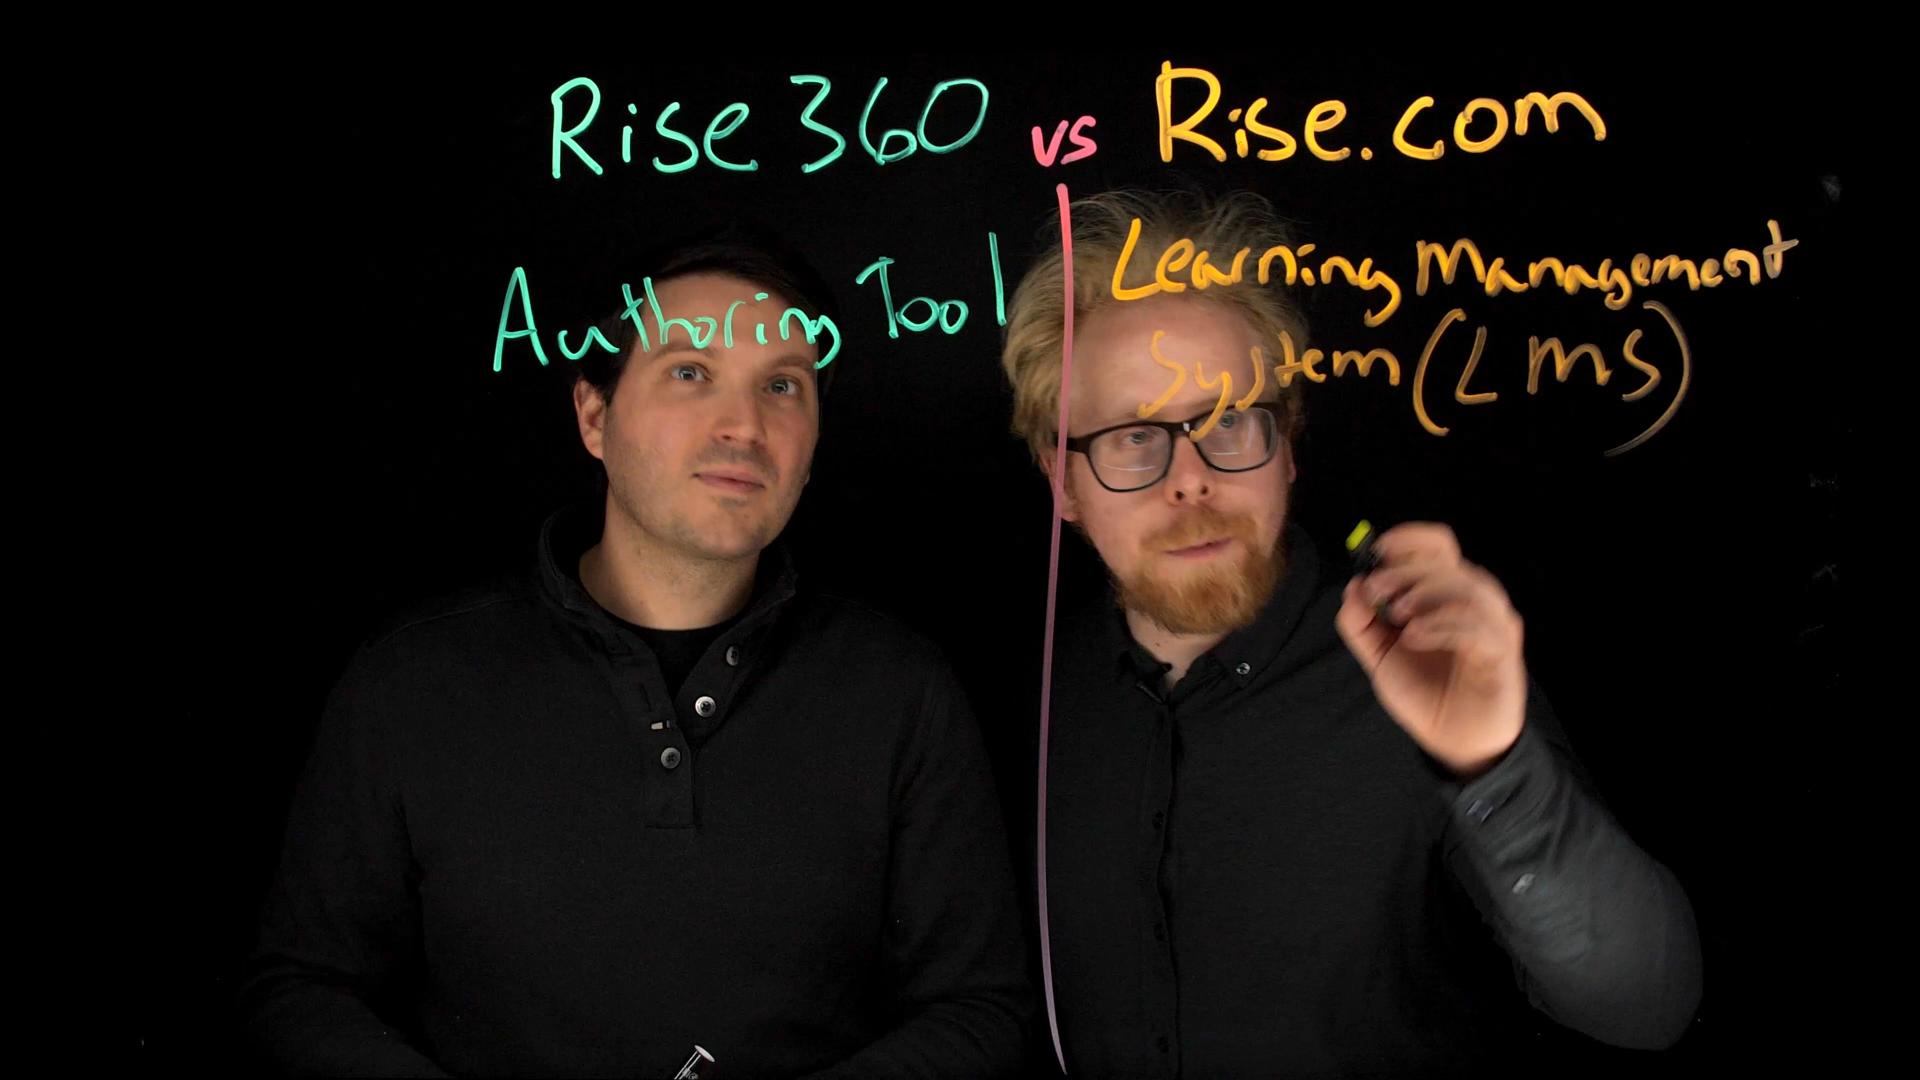 Rise 360 vs Rise.com
Authoring Tool
Learning Management
System (LMS)